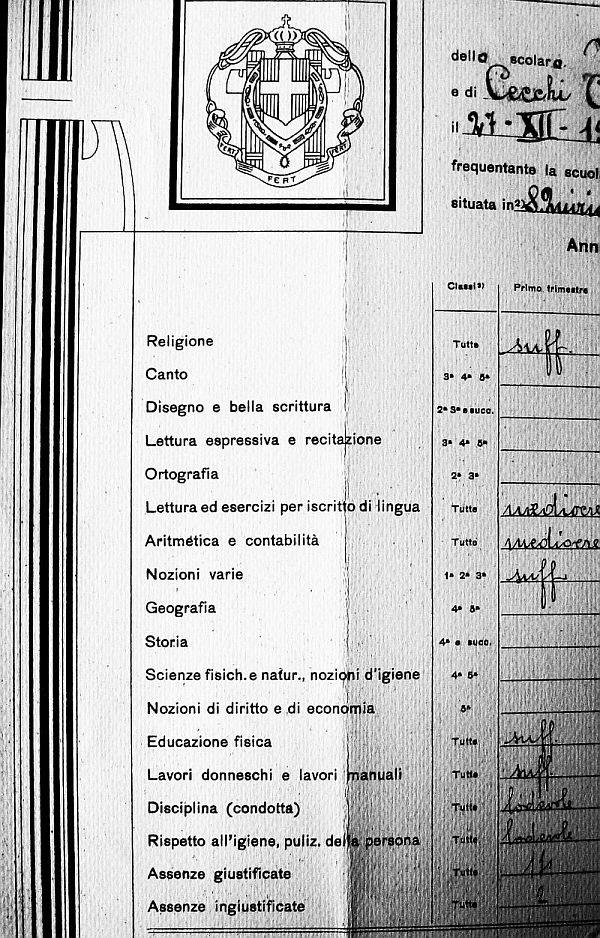 FERT FERT FERT
della scolara
e di Cecchi
il 27-XII-19
frequentante la scuol
situata in²) S. Quiric
Ann
Classi³) Primo trimestre
Religione Tutte suff.
Canto 3ª 4ª 5ª
Disegno e bella scrittura 2ª 3ª e succ.
Lettura espressiva e recitazione 3ª 4ª 5ª
Ortografia 2ª 3ª
Lettura ed esercizi per iscritto di lingua Tutte mediocre
Aritmética e contabilità Tutte mediocre
Nozioni varie 1ª 2ª 3ª suff.
Geografia 4ª 5ª
Storia 4ª e succ.
Scienze fisich. e natur., nozioni d'igiene 4ª 5ª
Nozioni di diritto e di economia 5ª
Educazione fisica Tutte suff.
Lavori donneschi e lavori manuali Tutte suff.
Disciplina (condotta) Tutte lodevole
Rispetto all'igiene, puliz. della persona Tutte lodevole
Assenze giustificate Tutte
Assenze ingiustificate Tutte 2